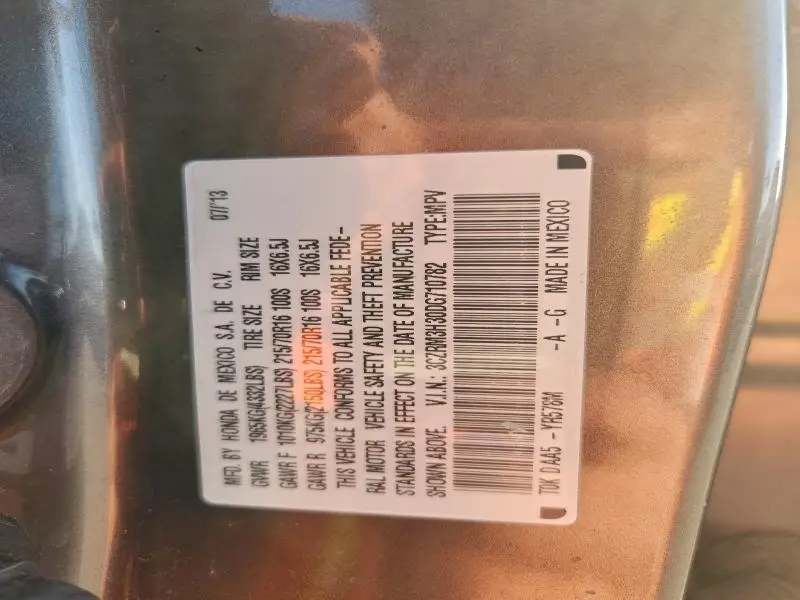 MFD. BY HONDA DE MEXICO S.A. DE C.V. 07/'13
GVWR 1965KG(4332LBS) TIRE SIZE RIM SIZE
GAWR F 1010KG(2227LBS) 215/70R16 100S 16X6.5J
GAWR R 975KG(2150LBS) 215/70R16 100S 16X6.5J
THIS VEHICLE CONFORMS TO ALL APPLICABLE FEDE-
RAL MOTOR VEHICLE SAFETY AND THEFT PREVENTION
STANDARDS IN EFFECT ON THE DATE OF MANUFACTURE
SHOWN ABOVE. V.I.N.: 3CZRM3H30DG710782 TYPE:MPV
T0K D AA5 -YR578M -A -G MADE IN MEXICO